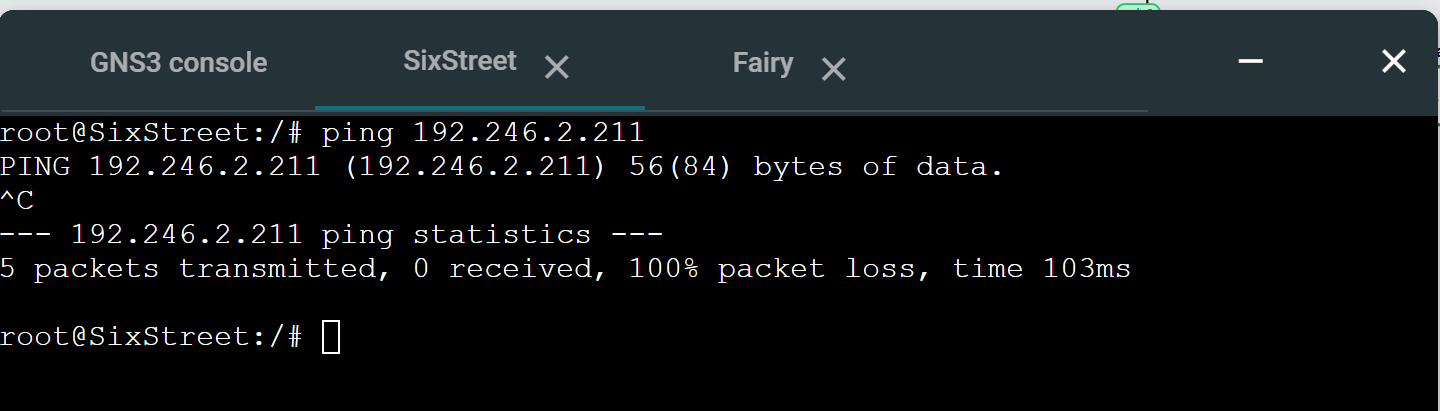 GNS3 console SixStreet Fairy
root@SixStreet:/# ping 192.246.2.211
PING 192.246.2.211 (192.246.2.211) 56(84) bytes of data.
^C
--- 192.246.2.211 ping statistics ---
5 packets transmitted, 0 received, 100% packet loss, time 103ms
root@SixStreet:/#